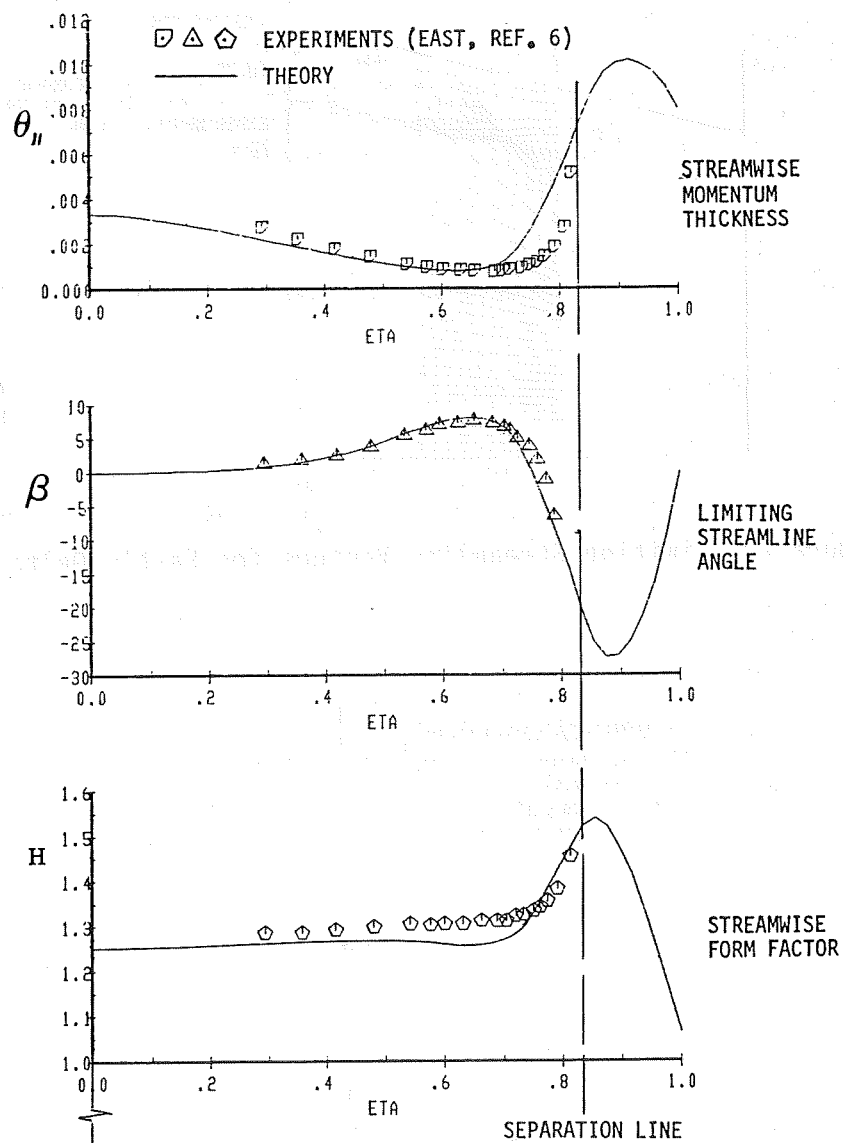 EXPERIMENTS (EAST, REF. 6)
THEORY
.012
.010
.008
.006
.004
.002
.000
θ₁₁
0.0 .2 .4 .6 .8 1.0
ETA
STREAMWISE
MOMENTUM
THICKNESS
10
5
0
-5
-10
-15
-20
-25
-30
β
0.0 .2 .4 .6 .8 1.0
ETA
LIMITING
STREAMLINE
ANGLE
1.6
1.5
1.4
1.3
1.2
1.1
1.0
H
0.0 .2 .4 .6 .8 1.0
ETA
STREAMWISE
FORM FACTOR
SEPARATION LINE